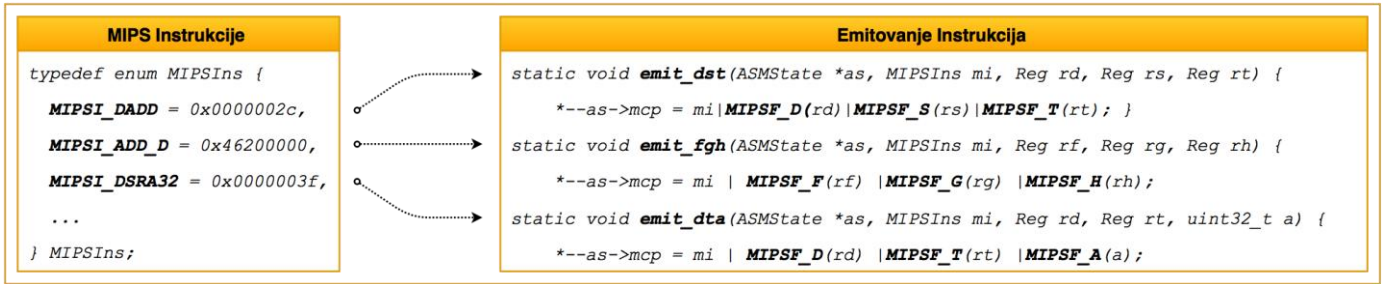 MIPS Instrukcije
typedef enum MIPSIns {
MIPSI_DADD = 0x0000002c,
MIPSI_ADD_D = 0x46200000,
MIPSI_DSRA32 = 0x0000003f,
...
} MIPSIns;
Emitovanje Instrukcija
static void emit_dst(ASMState *as, MIPSIns mi, Reg rd, Reg rs, Reg rt) {
*--as->mcp = mi|MIPSF_D(rd)|MIPSF_S(rs)|MIPSF_T(rt); }
static void emit_fgh(ASMState *as, MIPSIns mi, Reg rf, Reg rg, Reg rh) {
*--as->mcp = mi | MIPSF_F(rf) |MIPSF_G(rg) |MIPSF_H(rh);
static void emit_dta(ASMState *as, MIPSIns mi, Reg rd, Reg rt, uint32_t a) {
*--as->mcp = mi | MIPSF_D(rd) |MIPSF_T(rt) |MIPSF_A(a);